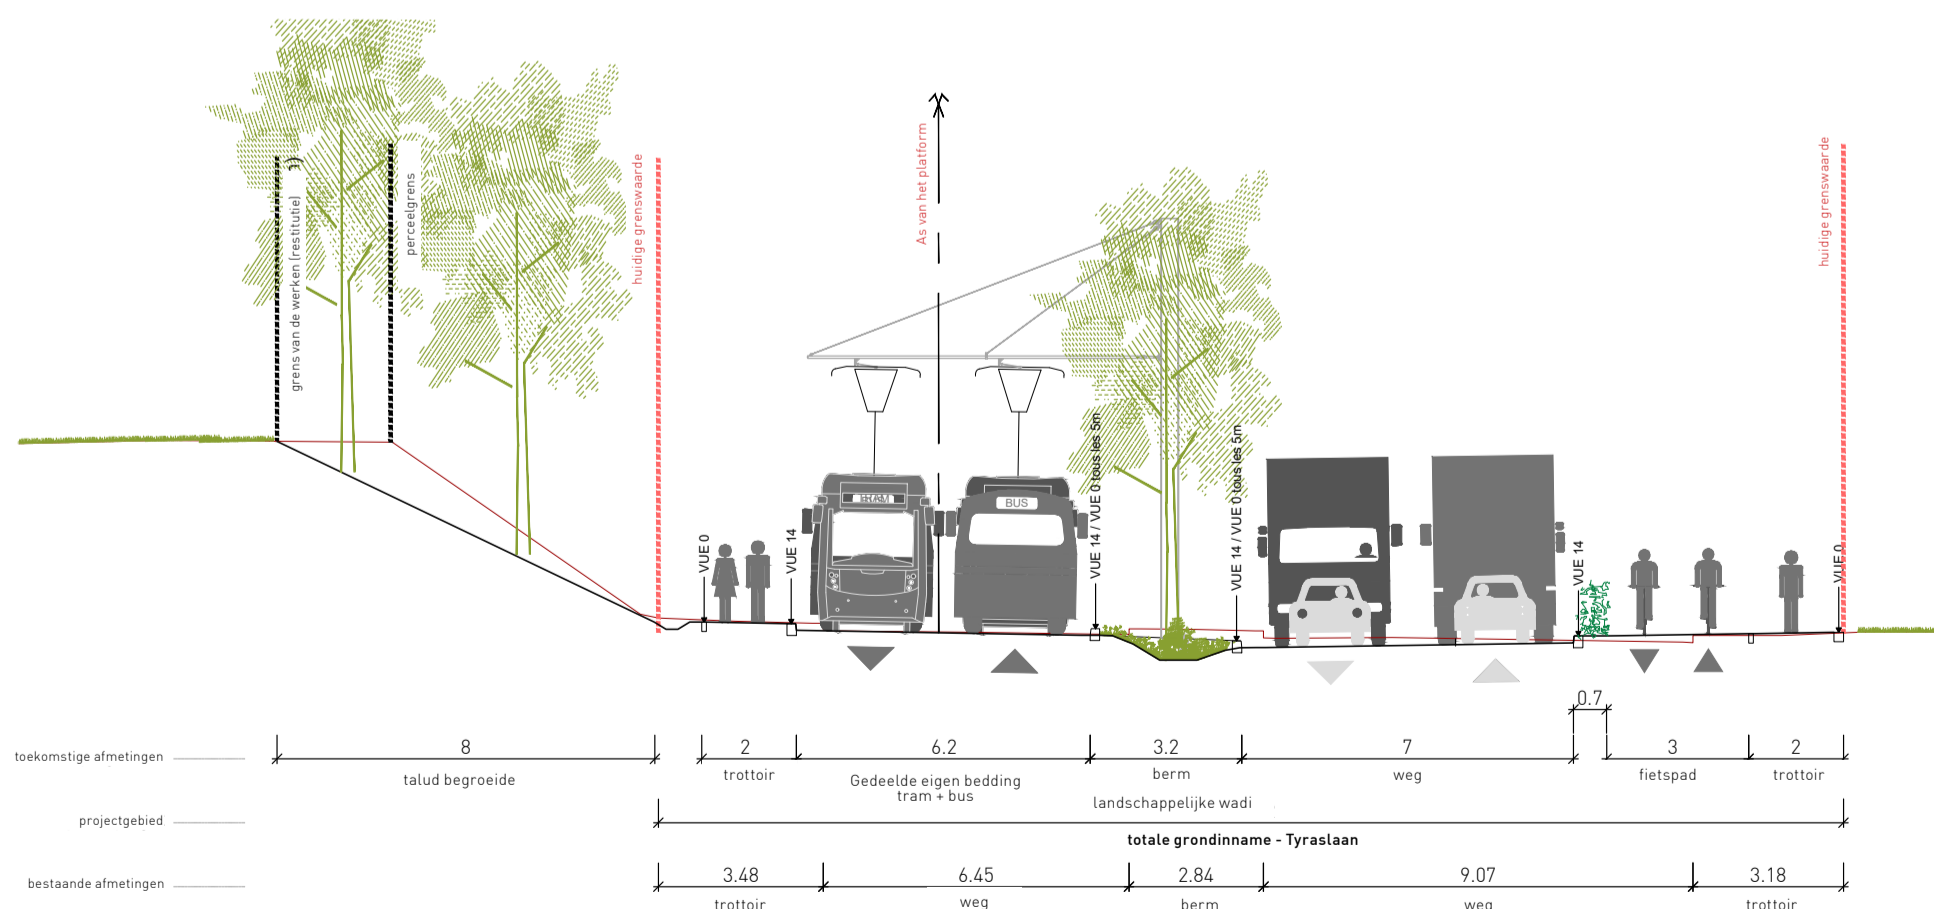 grens van de werken (restitutie)
perceelgrens
huidige grenswaarde
As van het platform
huidige grenswaarde
VUE 0
VUE 14
TRAM
BUS
VUE 14 / VUE 0 tous les 5m
VUE 14 / VUE 0 tous les 5m
VUE 14
VUE 0
0.7
toekomstige afmetingen
8
2
6.2
3.2
7
3
2
talud begroeide
trottoir
Gedeelde eigen bedding
tram + bus
berm
weg
fietspad
trottoir
landschappelijke wadi
projectgebied
totale grondinname - Tyraslaan
bestaande afmetingen
3.48
6.45
2.84
9.07
3.18
trottoir
weg
berm
weg
trottoir